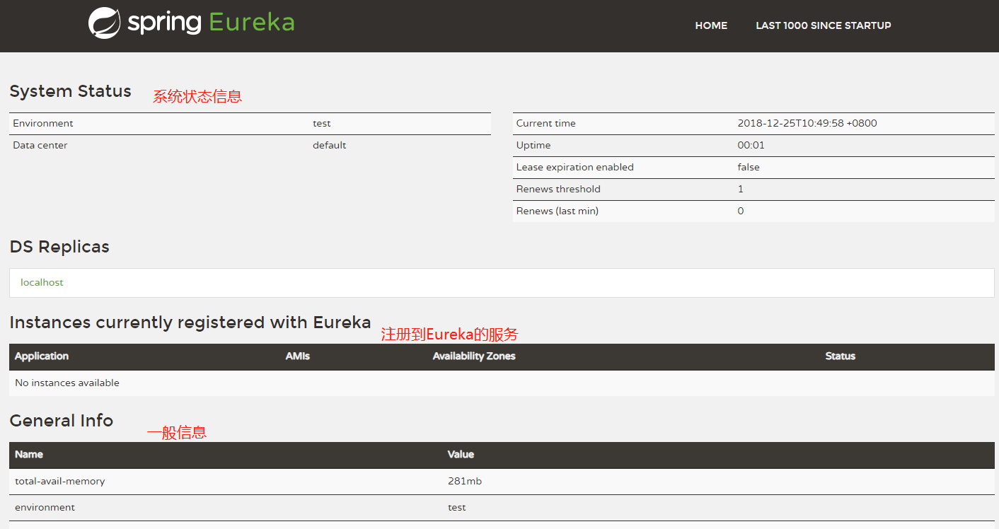 spring Eureka
HOME LAST 1000 SINCE STARTUP
System Status 系统状态信息
Environment test
Data center default
Current time 2018-12-25T10:49:58 +0800
Uptime 00:01
Lease expiration enabled false
Renews threshold 1
Renews (last min) 0
DS Replicas
localhost
Instances currently registered with Eureka 注册到Eureka的服务
Application AMIs Availability Zones Status
No instances available
General Info 一般信息
Name Value
total-avail-memory 281mb
environment test